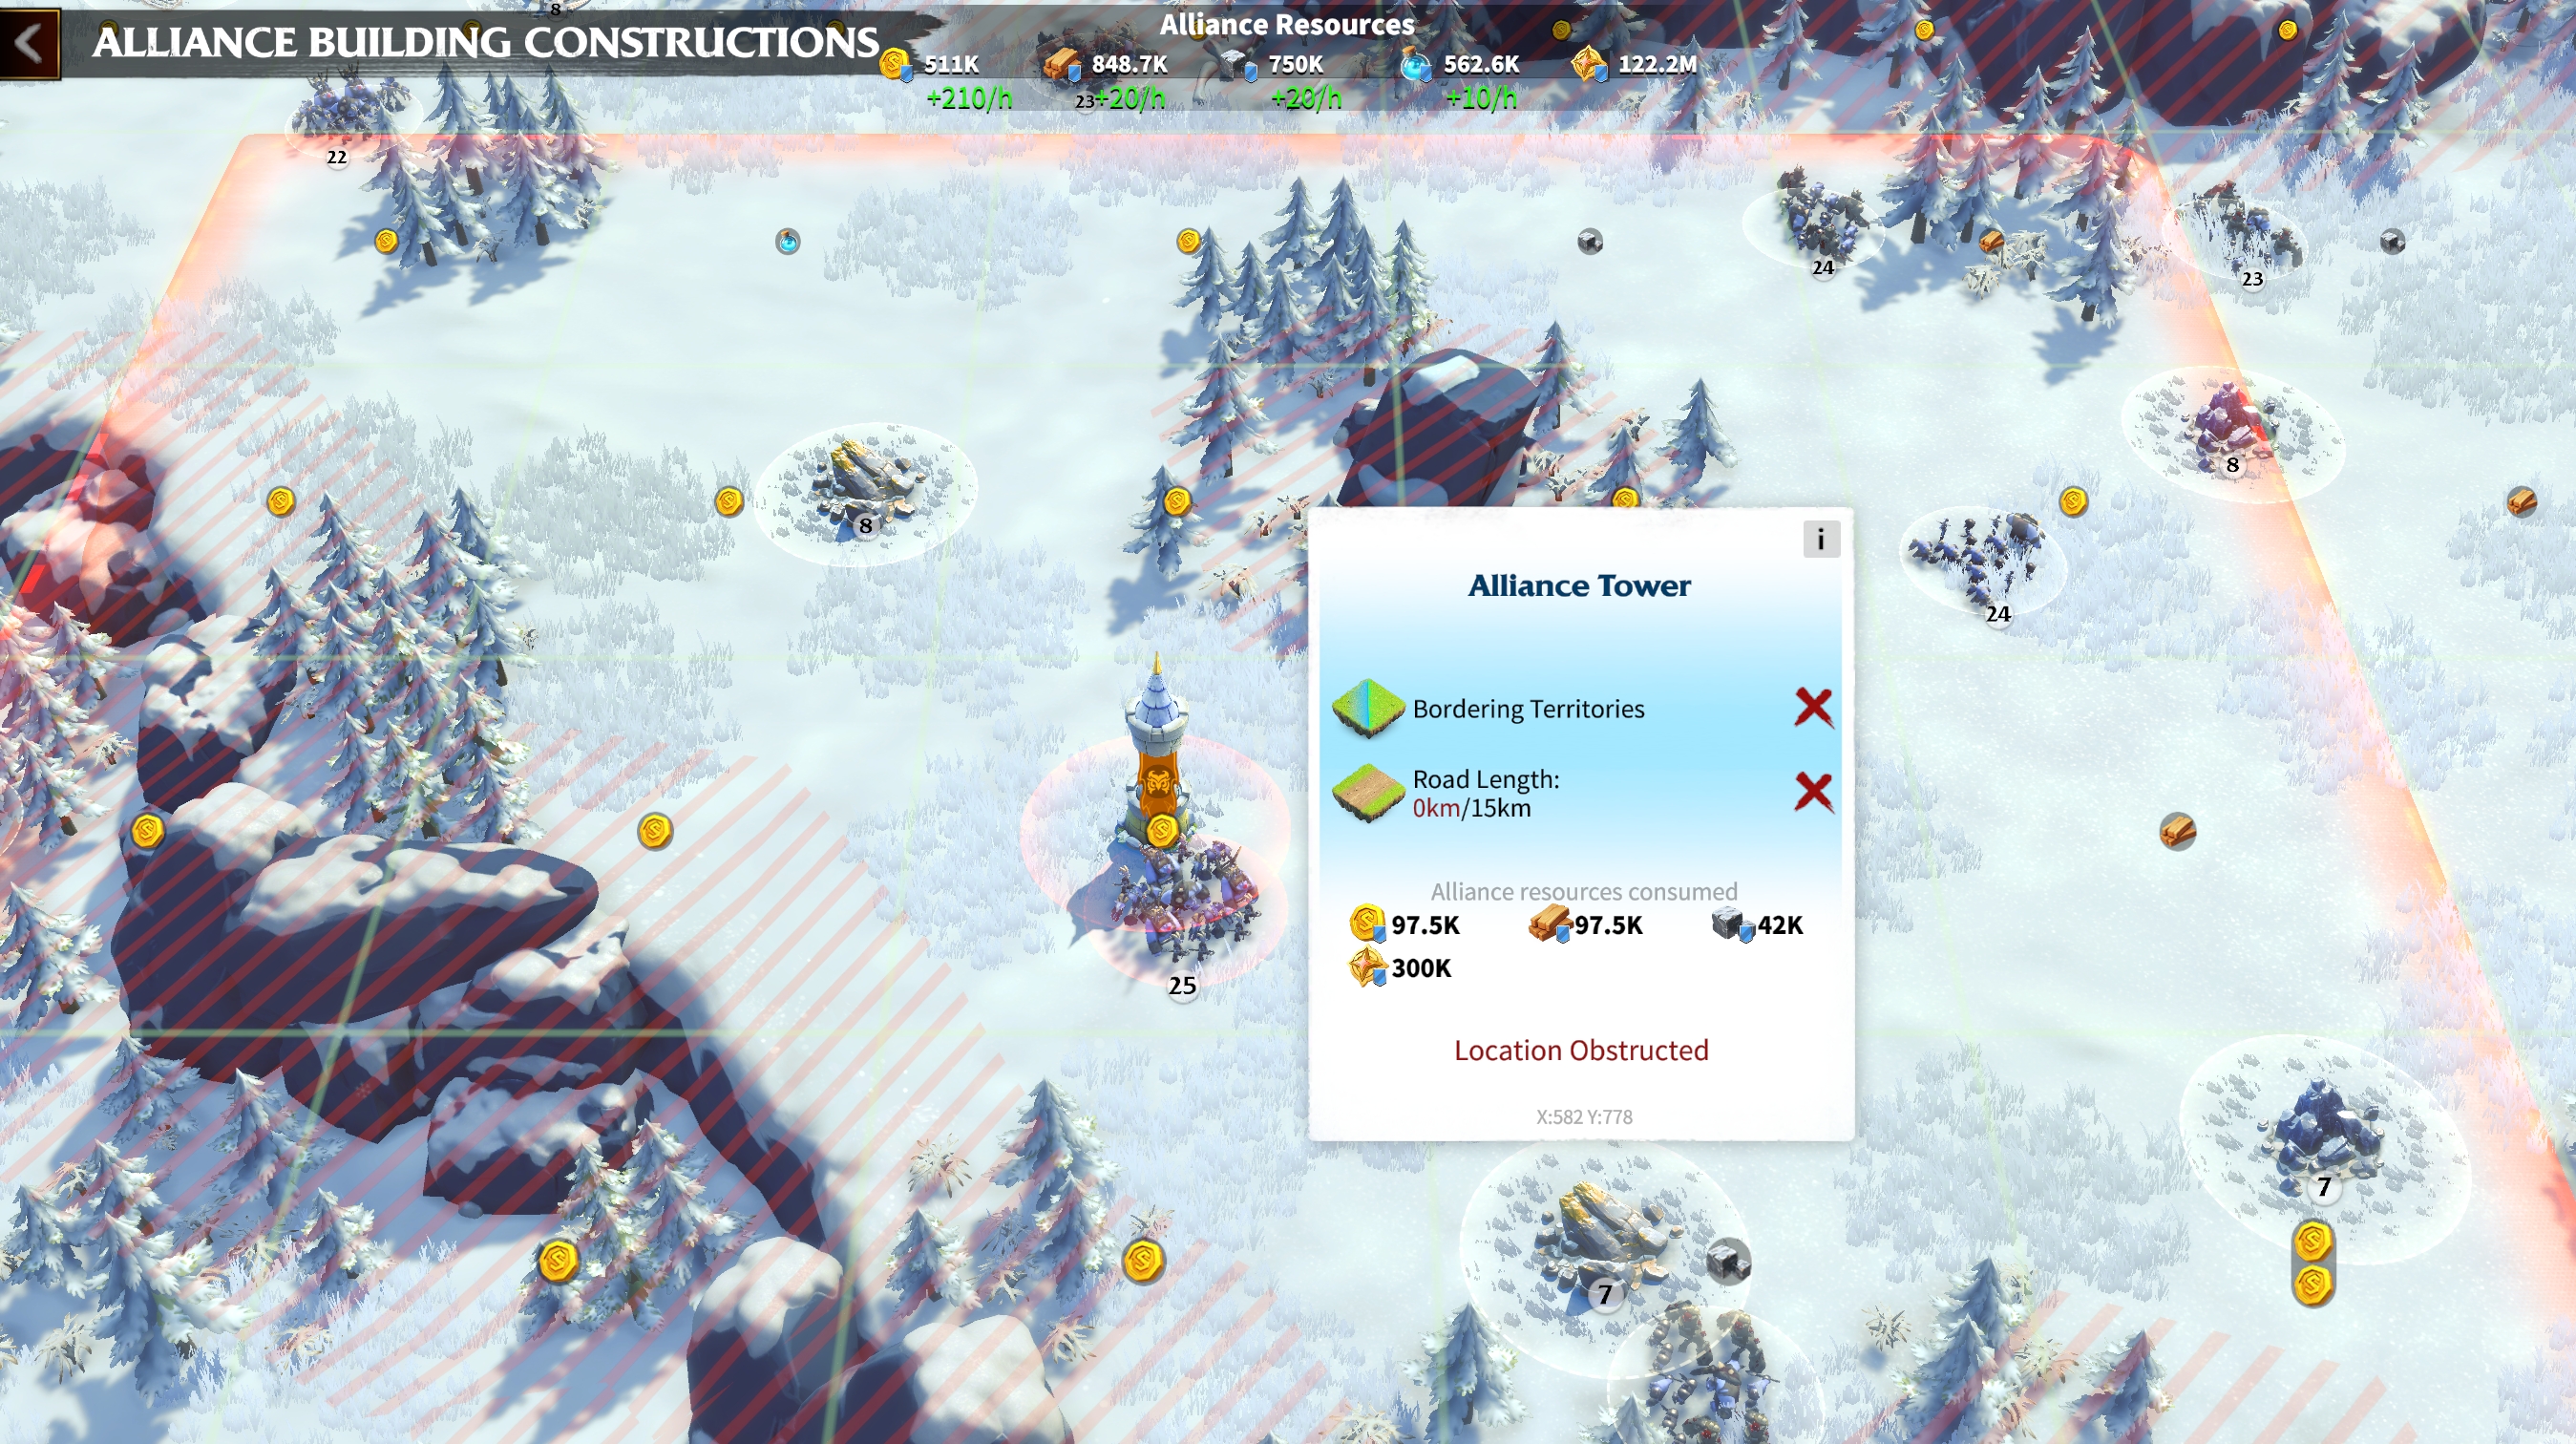 8
ALLIANCE BUILDING CONSTRUCTIONS
Alliance Resources
511K 848.7K 750K 562.6K 122.2M
+210/h 23 +20/h +20/h +10/h
22
24
23
8
8
24
i
Alliance Tower
Bordering Territories
Road Length:
0km/15km
Alliance resources consumed
97.5K 97.5K 42K
300K
25
Location Obstructed
X:582 Y:778
7
7